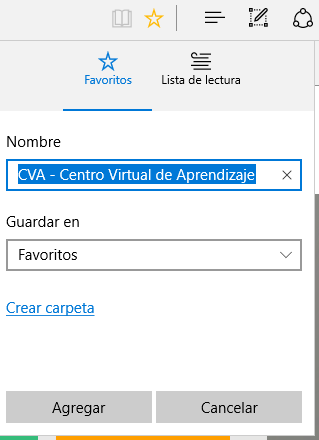 Favoritos
Lista de lectura
Nombre
CVA - Centro Virtual de Aprendizaje
Guardar en
Favoritos
Crear carpeta
Agregar
Cancelar